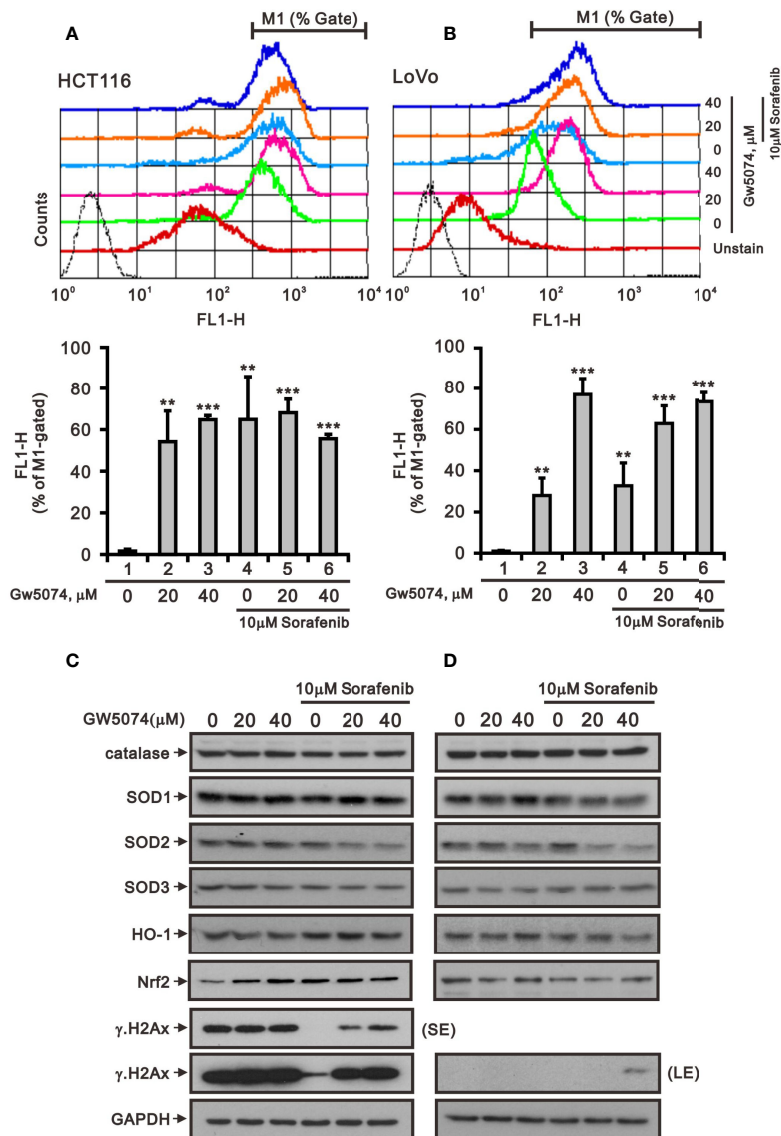 A
M1 (% Gate)
HCT116
Counts
10⁰ 10¹ 10² 10³ 10⁴
FL1-H
B
M1 (% Gate)
LoVo
10⁰ 10¹ 10² 10³ 10⁴
FL1-H
40
20
0
40
20
0
Unstain
Gw5074, μM
10μM Sorafenib
FL1-H
(% of M1-gated)
100
80
60
40
20
0
** *** ** *** ***
1 2 3 4 5 6
Gw5074, μM 0 20 40 0 20 40
10μM Sorafenib
FL1-H
(% of M1-gated)
100
80
60
40
20
0
** *** ** *** ***
1 2 3 4 5 6
Gw5074, μM 0 20 40 0 20 40
10μM Sorafenib
C
10μM Sorafenib
GW5074(μM) 0 20 40 0 20 40
D
10μM Sorafenib
0 20 40 0 20 40
catalase
SOD1
SOD2
SOD3
HO-1
Nrf2
γ.H2Ax
(SE)
γ.H2Ax
(LE)
GAPDH